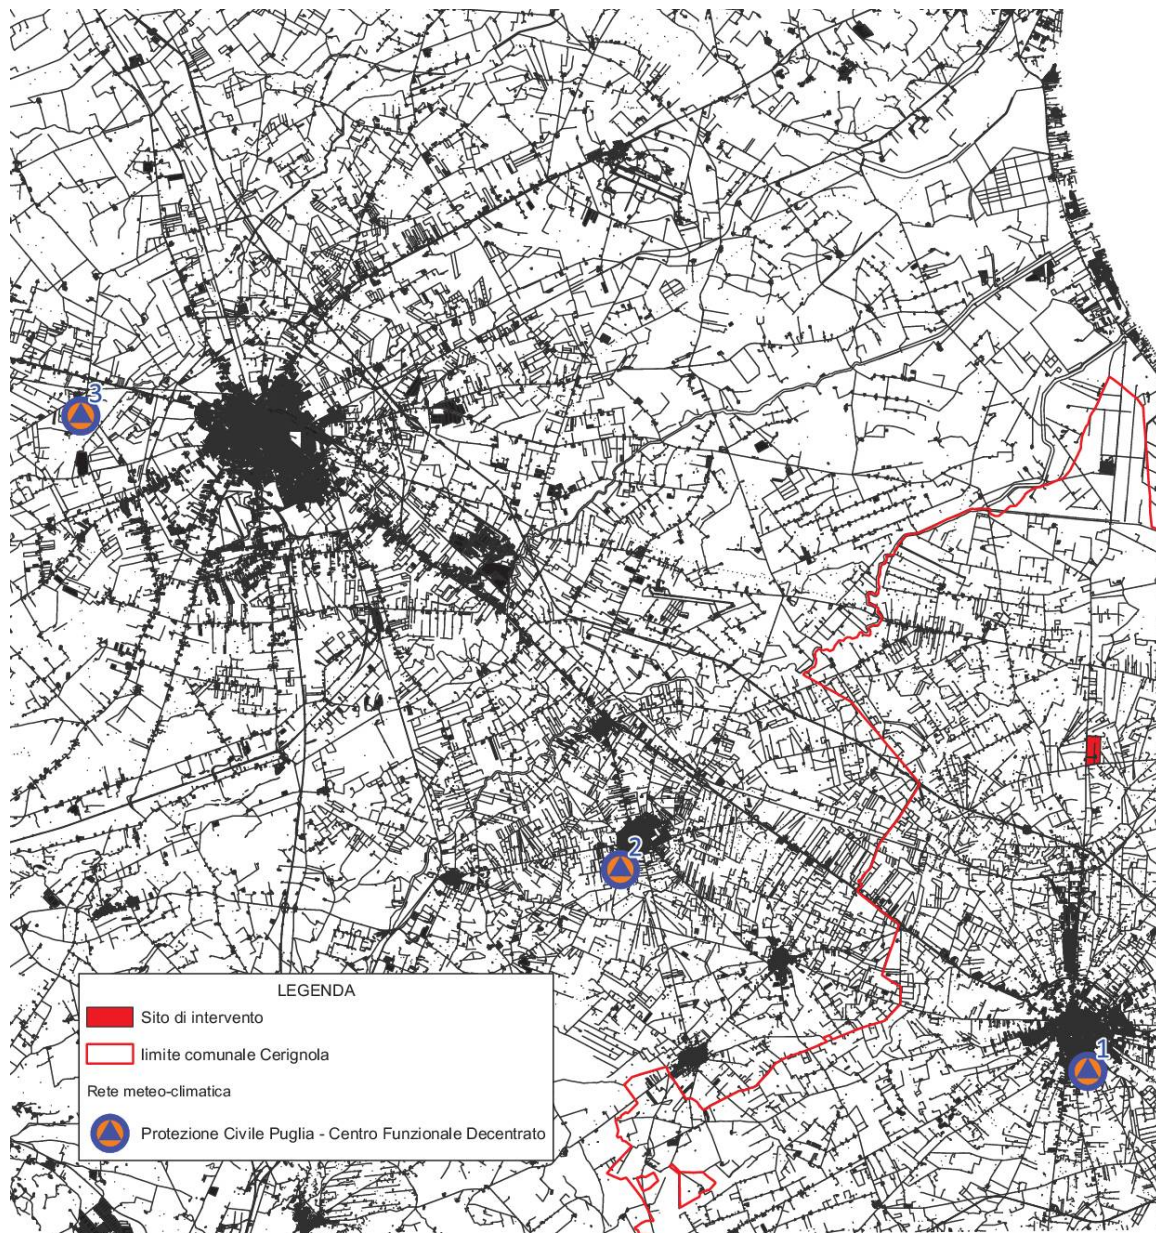 3
2
1
LEGENDA
Sito di intervento
limite comunale Cerignola
Rete meteo-climatica
Protezione Civile Puglia - Centro Funzionale Decentrato